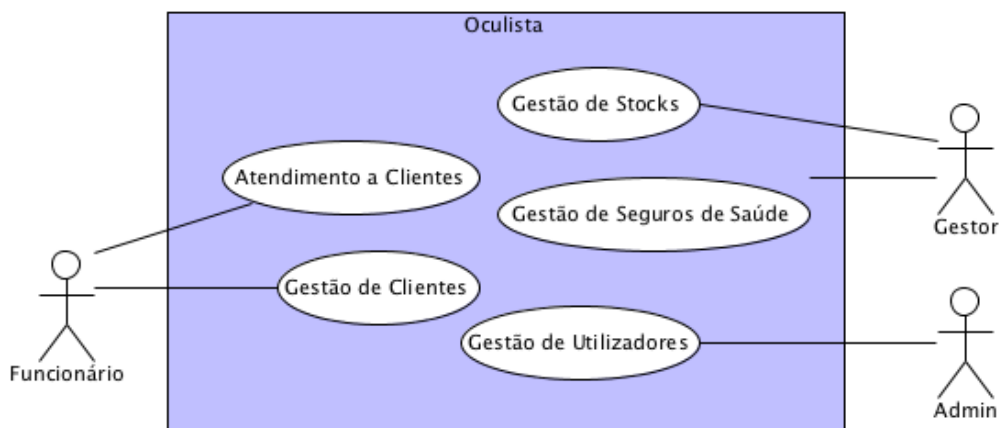 Oculista
Gestão de Stocks
Atendimento a Clientes
Gestão de Seguros de Saúde
Gestor
Gestão de Clientes
Gestão de Utilizadores
Funcionário
Admin